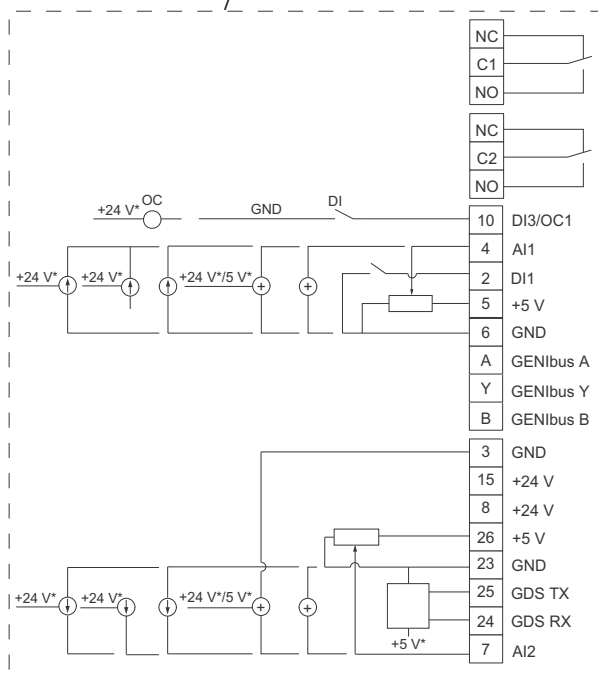 NC
C1
NO
NC
C2
NO
+24 V* OC GND DI 10 DI3/OC1
4 AI1
+24 V* +24 V* +24 V*/5 V* + + 2 DI1
5 +5 V
6 GND
A GENIbus A
Y GENIbus Y
B GENIbus B
3 GND
15 +24 V
8 +24 V
26 +5 V
23 GND
+24 V* +24 V* +24 V*/5 V* + + 25 GDS TX
24 GDS RX
+5 V*
7 AI2